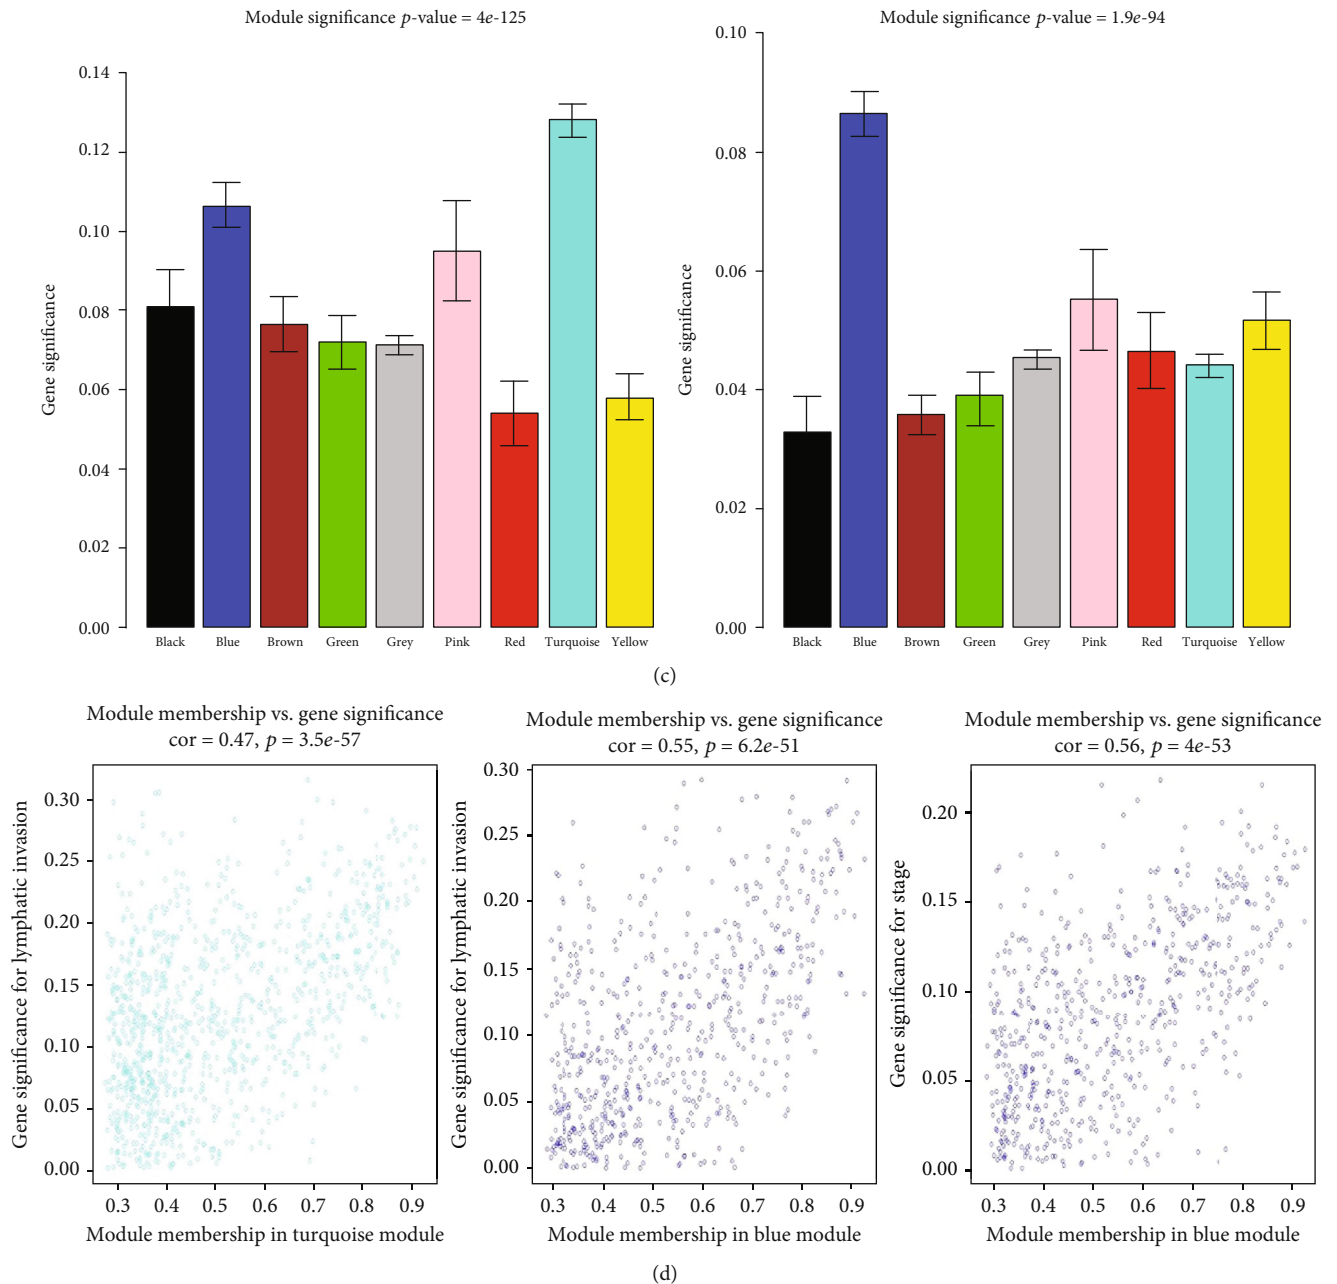 Module significance p-value = 4e-125
Gene significance
0.14
0.12
0.10
0.08
0.06
0.04
0.02
0.00
Black Blue Brown Green Grey Pink Red Turquoise Yellow
Module significance p-value = 1.9e-94
Gene significance
0.10
0.08
0.06
0.04
0.02
0.00
Black Blue Brown Green Grey Pink Red Turquoise Yellow
(c)
Module membership vs. gene significance
cor = 0.47, p = 3.5e-57
Gene significance for lymphatic invasion
0.30
0.25
0.20
0.15
0.10
0.05
0.00
0.3 0.4 0.5 0.6 0.7 0.8 0.9
Module membership in turquoise module
Module membership vs. gene significance
cor = 0.55, p = 6.2e-51
Gene significance for lymphatic invasion
0.30
0.25
0.20
0.15
0.10
0.05
0.00
0.3 0.4 0.5 0.6 0.7 0.8 0.9
Module membership in blue module
Module membership vs. gene significance
cor = 0.56, p = 4e-53
Gene significance for stage
0.20
0.15
0.10
0.05
0.00
0.3 0.4 0.5 0.6 0.7 0.8 0.9
Module membership in blue module
(d)